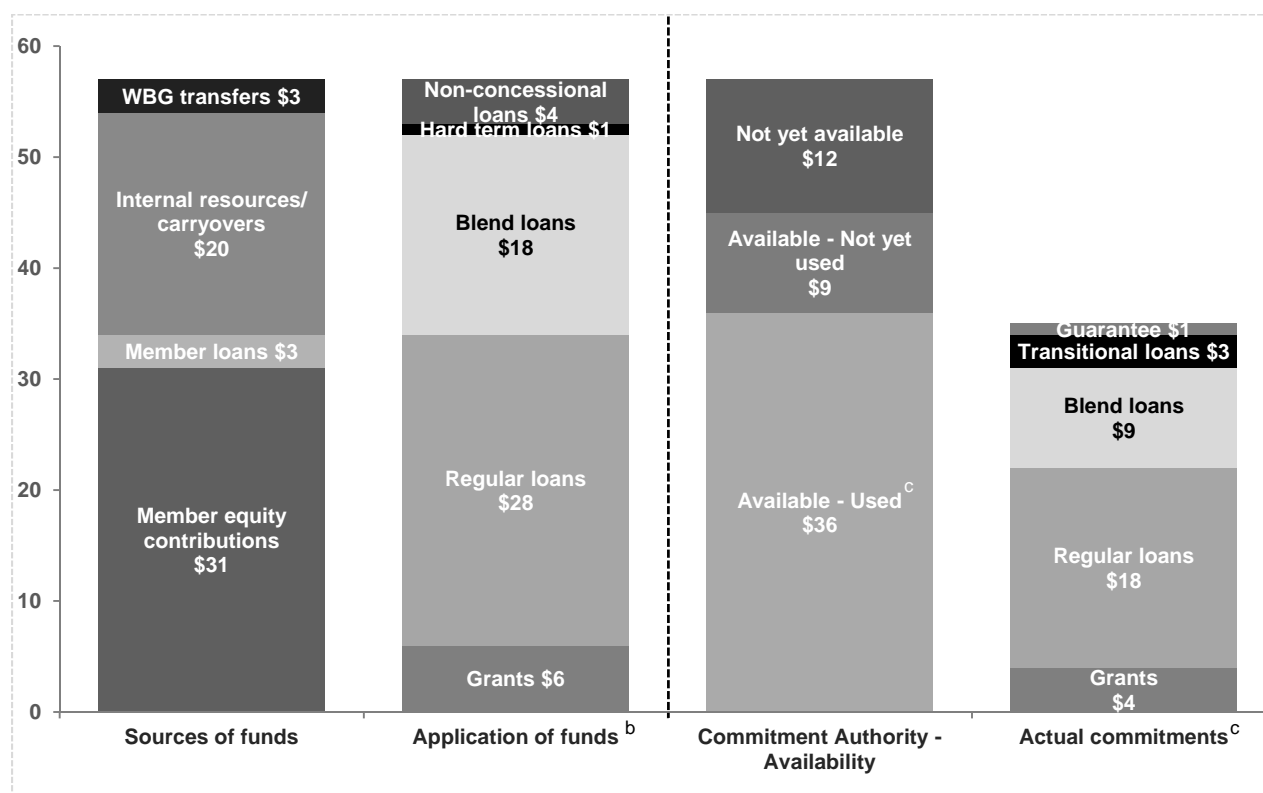 60
50
40
30
20
10
0
WBG transfers $3
Internal resources/
carryovers
$20
Member loans $3
Member equity
contributions
$31
Sources of funds
Non-concessional
loans $4
Hard term loans $1
Blend loans
$18
Regular loans
$28
Grants $6
Application of funds b
Not yet available
$12
Available - Not yet
used
$9
Available - Used c
$36
Commitment Authority -
Availability
Guarantee $1
Transitional loans $3
Blend loans
$9
Regular loans
$18
Grants
$4
Actual commitments c